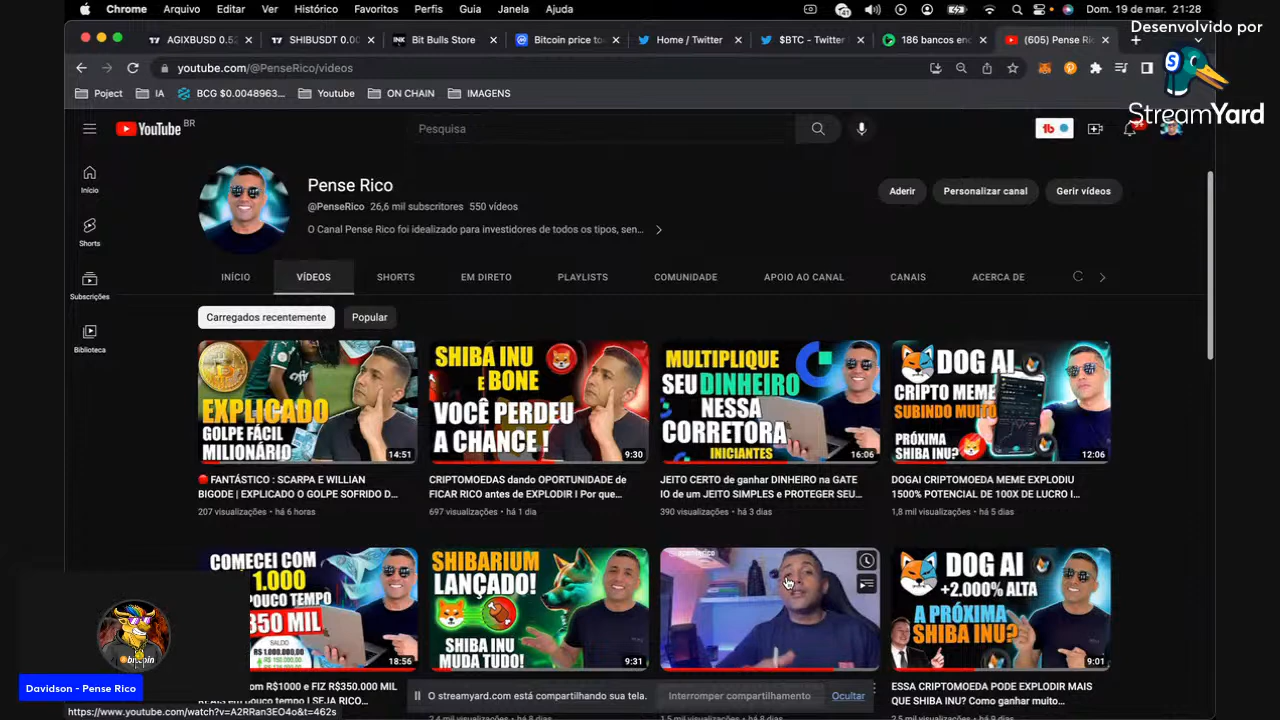 Chrome Arquivo Editar Ver Histórico Favoritos Perfis Guia Janela Ajuda
41
Dom. 19 de mar. 21:28
AGIXBUSD 0.5
SHIBUSDT 0.00
Bit Bulls Store
Bitcoin price to
Home / Twitter
$BTC - Twitter
186 bancos en
(605) Pense Ri
Desenvolvido por
StreamYard
youtube.com/@PenseRico/videos
Poject
IA
BCG $0.0048963...
Youtube
ON CHAIN
IMAGENS
YouTube BR
Pesquisa
Início
Shorts
Subscrições
Biblioteca
Pense Rico
@PenseRico 26,6 mil subscritores 550 vídeos
O Canal Pense Rico foi idealizado para investidores de todos os tipos, sen...
Aderir
Personalizar canal
Gerir vídeos
INÍCIO VÍDEOS SHORTS EM DIRETO PLAYLISTS COMUNIDADE APOIO AO CANAL CANAIS ACERCA DE
Carregados recentemente
Popular
EXPLICADO
GOLPE FÁCIL
MILIONÁRIO
14:51
SHIBA INU
E BONE
VOCÊ PERDEU
A CHANCE !
9:30
MULTIPLIQUE
SEU DINHEIRO
NESSA
CORRETORA
INICIANTES
16:06
DOG AI
CRIPTO MEME
SUBINDO MUITO
PRÓXIMA
SHIBA INU?
12:06
FANTÁSTICO : SCARPA E WILLIAN
BIGODE | EXPLICADO O GOLPE SOFRIDO D...
207 visualizações • há 6 horas
CRIPTOMOEDAS dando OPORTUNIDADE de
FICAR RICO antes de EXPLODIR I Por que...
697 visualizações • há 1 dia
JEITO CERTO de ganhar DINHEIRO na GATE
IO de um JEITO SIMPLES e PROTEGER SEU...
390 visualizações • há 3 dias
DOGAI CRIPTOMOEDA MEME EXPLODIU
1500% POTENCIAL DE 100X DE LUCRO I...
1,8 mil visualizações • há 5 dias
COMECEI COM
1.000
POUCO TEMPO
350 MIL
SALDO
18:56
SHIBARIUM
LANÇADO!
SHIBA INU
MUDA TUDO!
9:31
DOG AI
+2.000% ALTA
A PRÓXIMA
SHIBA INU?
9:01
com R$1000 e FIZ R$350.000 MIL
ESSA CRIPTOMOEDA PODE EXPLODIR MAIS
QUE SHIBA INU? Como ganhar muito...
bitcoin
Davidson - Pense Rico
O streamyard.com está compartilhando sua tela.
Interromper compartilhamento
Ocultar
https://www.youtube.com/watch?v=A2RRan3EO4o&t=462s